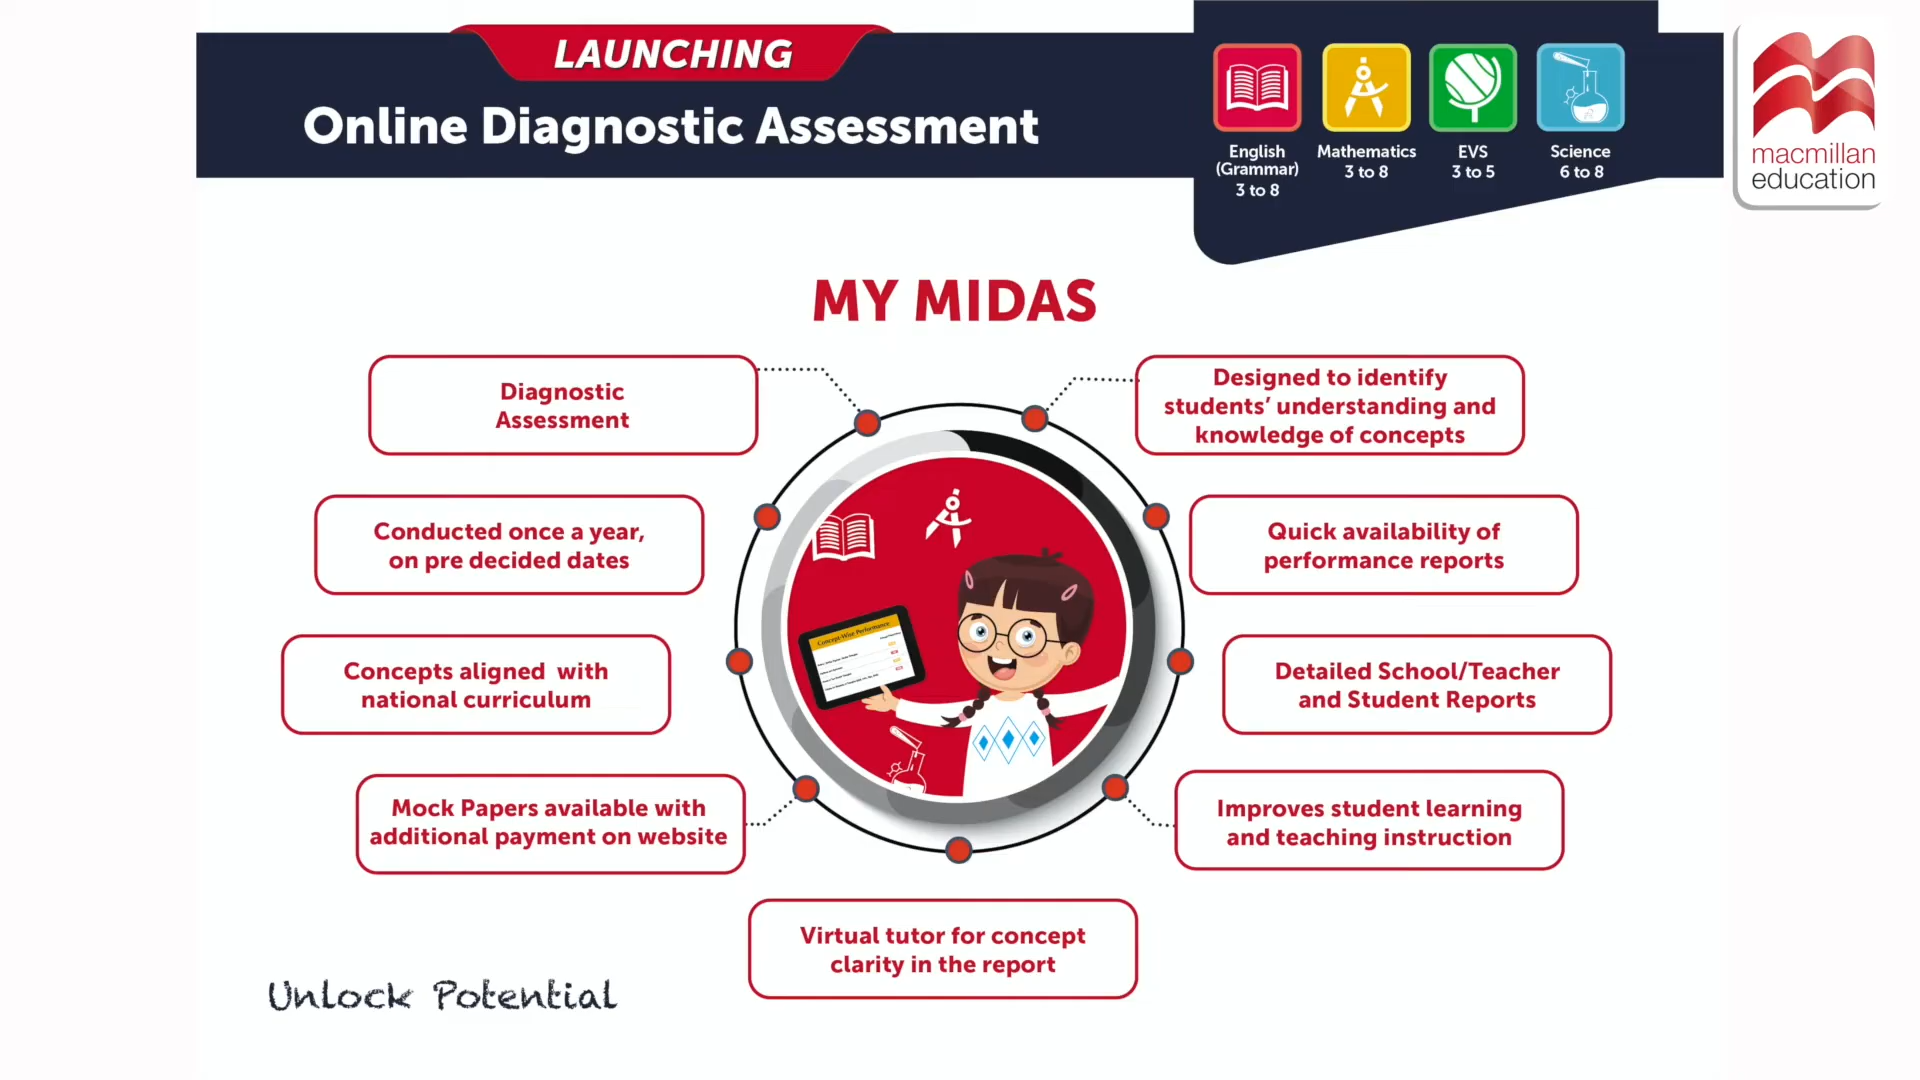 LAUNCHING
Online Diagnostic Assessment
English
(Grammar)
3 to 8
Mathematics
3 to 8
EVS
3 to 5
Science
6 to 8
macmillan
education
MY MIDAS
Diagnostic
Assessment
Designed to identify
students’ understanding and
knowledge of concepts
Conducted once a year,
on pre decided dates
Quick availability of
performance reports
Concepts aligned with
national curriculum
Detailed School/Teacher
and Student Reports
Mock Papers available with
additional payment on website
Improves student learning
and teaching instruction
Virtual tutor for concept
clarity in the report
Concept-Wise Performance
Unlock Potential